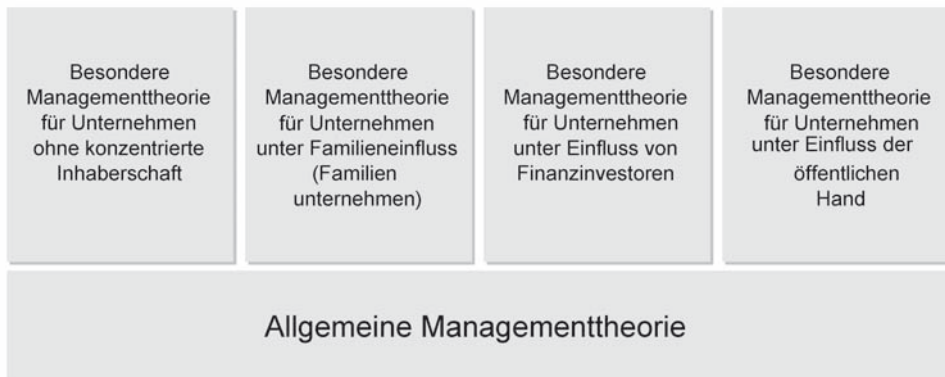 Besondere
Managementtheorie
für Unternehmen
ohne konzentrierte
Inhaberschaft
Besondere
Managementtheorie
für Unternehmen
unter Familieneinfluss
(Familien
unternehmen)
Besondere
Managementtheorie
für Unternehmen
unter Einfluss von
Finanzinvestoren
Besondere
Managementtheorie
für Unternehmen
unter Einfluss der
öffentlichen
Hand
Allgemeine Managementtheorie